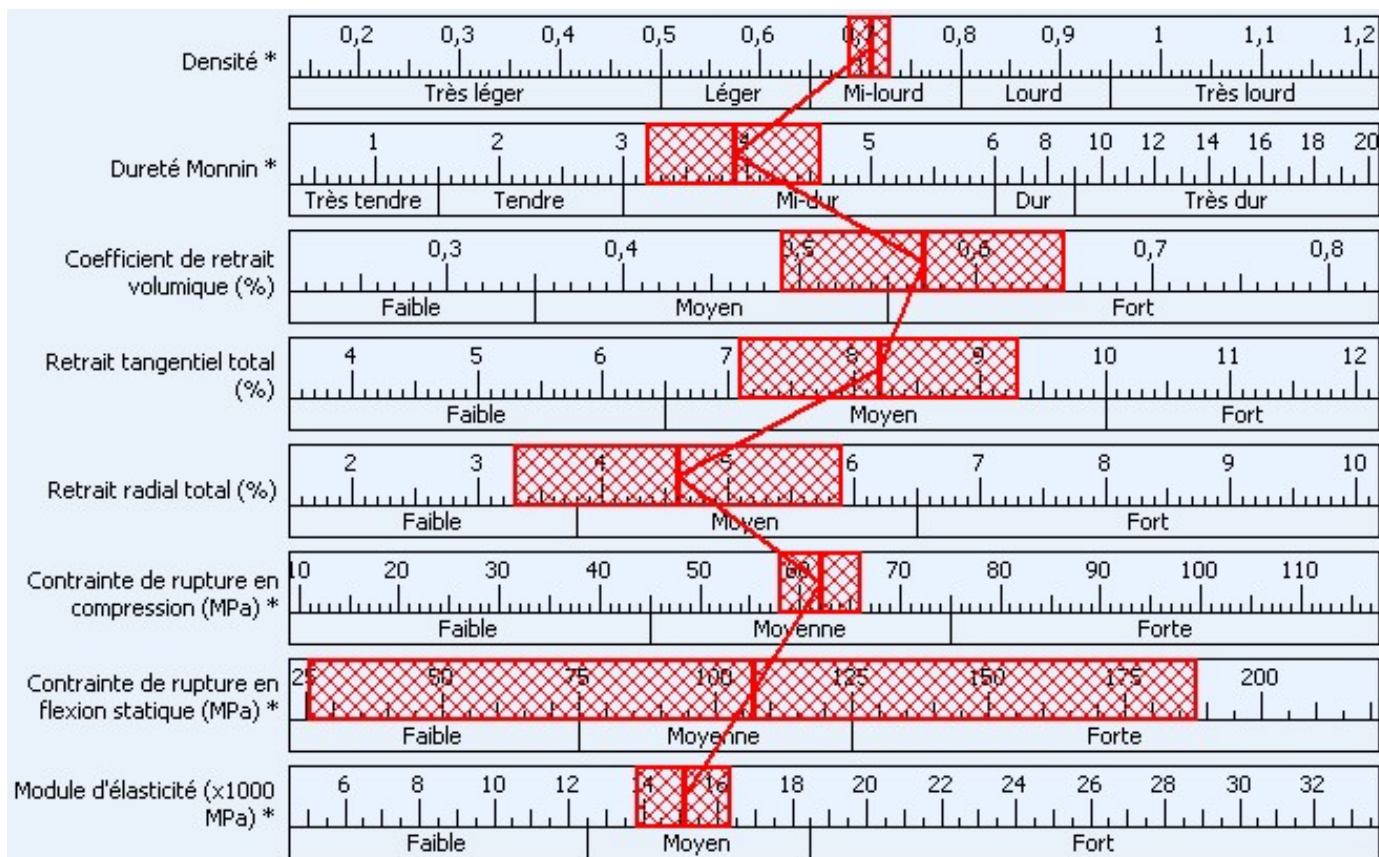 0,2 0,3 0,4 0,5 0,6 0,7 0,8 0,9 1 1,1 1,2
Densité *
Très léger Léger Mi-lourd Lourd Très lourd
1 2 3 4 5 6 8 10 12 14 16 18 20
Dureté Monnin *
Très tendre Tendre Mi-dur Dur Très dur
0,3 0,4 0,5 0,6 0,7 0,8
Coefficient de retrait
volumique (%)
Faible Moyen Fort
4 5 6 7 8 9 10 11 12
Retrait tangentiel total
(%)
Faible Moyen Fort
2 3 4 5 6 7 8 9 10
Retrait radial total (%)
Faible Moyen Fort
10 20 30 40 50 60 70 80 90 100 110
Contrainte de rupture en
compression (MPa) *
Faible Moyenne Forte
25 50 75 100 125 150 175 200
Contrainte de rupture en
flexion statique (MPa) *
Faible Moyenne Forte
6 8 10 12 14 16 18 20 22 24 26 28 30 32
Module d'élasticité (x1000
MPa) *
Faible Moyen Fort